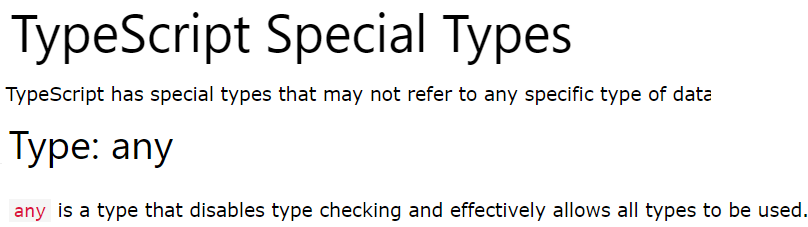 TypeScript Special Types
TypeScript has special types that may not refer to any specific type of data
Type: any
any is a type that disables type checking and effectively allows all types to be used.